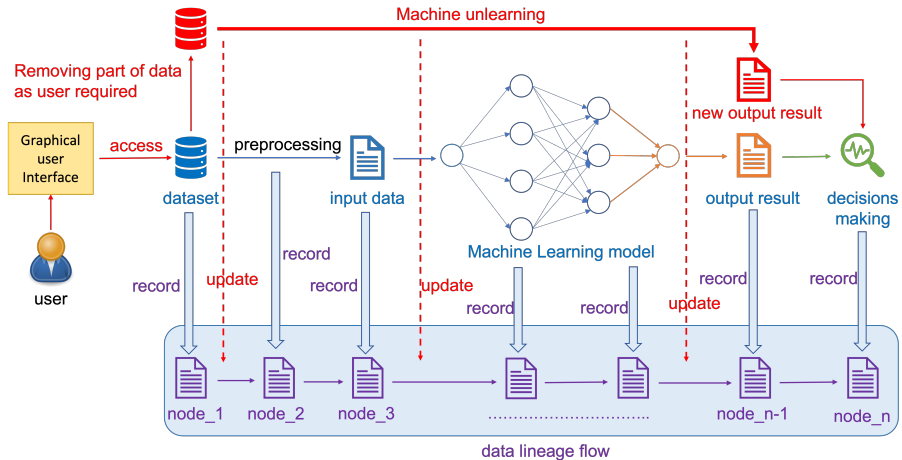 Machine unlearning
Removing part of data
as user required
new output result
Graphical
user
Interface
access
preprocessing
dataset
input data
Machine Learning model
output result
decisions
making
user
record
update
record
record
update
record
record
update
record
record
node_1
node_2
node_3
......................................
node_n-1
node_n
data lineage flow